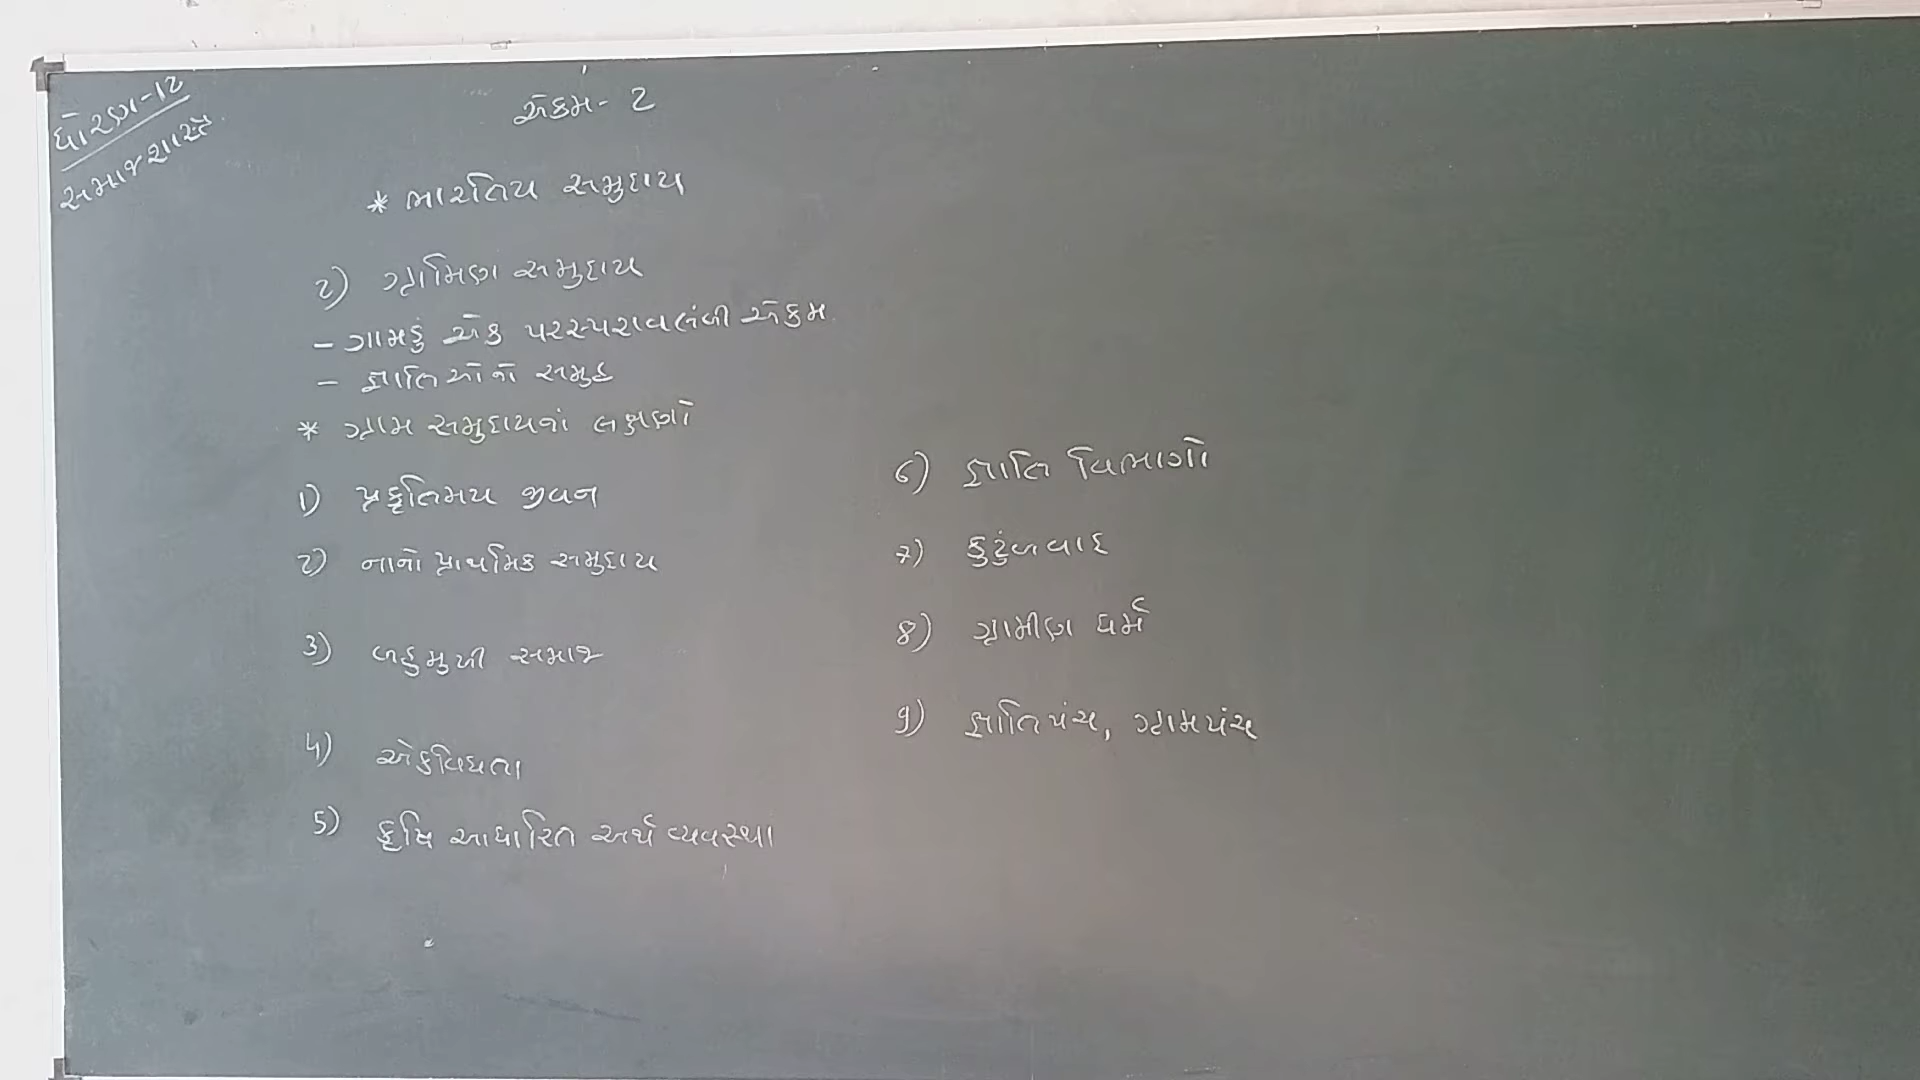 ધોરણ-12
સમાજશાસ્ત્ર
એકમ - 2
* ભારતિય સમુદાય
2) ગ્રામિણ સમુદાય
- ગામડું એક પરસ્પરાવલંબી એકમ
- જ્ઞાતિઓનો સમુહ
* ગ્રામ સમુદાયનાં લક્ષણો
1) પ્રકૃતિમય જીવન
2) નાનો પ્રાથમિક સમુદાય
3) બહુમુખી સમાજ
4) એકવિધતા
5) કૃષિ આધારિત અર્થ વ્યવસ્થા
6) જ્ઞાતિ વિભાગો
7) કુટુંબવાદ
8) ગ્રામીણ ધર્મ
9) જ્ઞાતિપંચ, ગ્રામપંચ